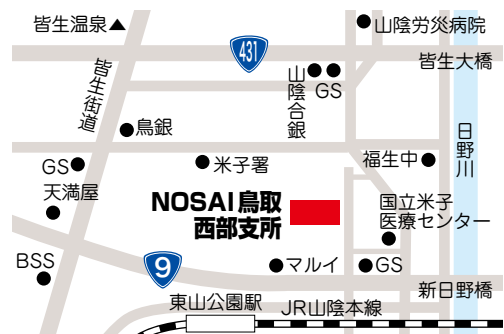 皆生温泉▲
山陰労災病院
431
皆生大橋
皆生街道
山陰合銀
GS
日野川
鳥銀
米子署
福生中
GS
天満屋
NOSAI鳥取
西部支所
国立米子
医療センター
BSS
9
マルイ
GS
新日野橋
東山公園駅
JR山陰本線